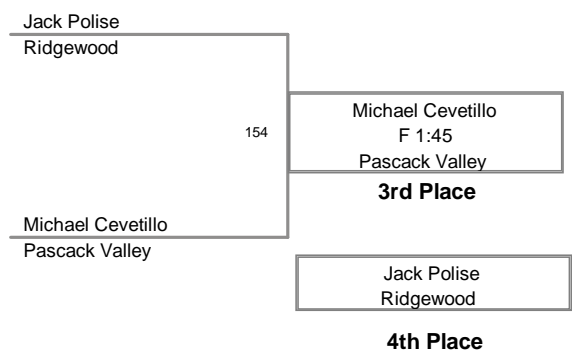 Jack Polise
Ridgewood
154
Michael Cevetillo
F 1:45
Pascack Valley
3rd Place
Michael Cevetillo
Pascack Valley
Jack Polise
Ridgewood
4th Place